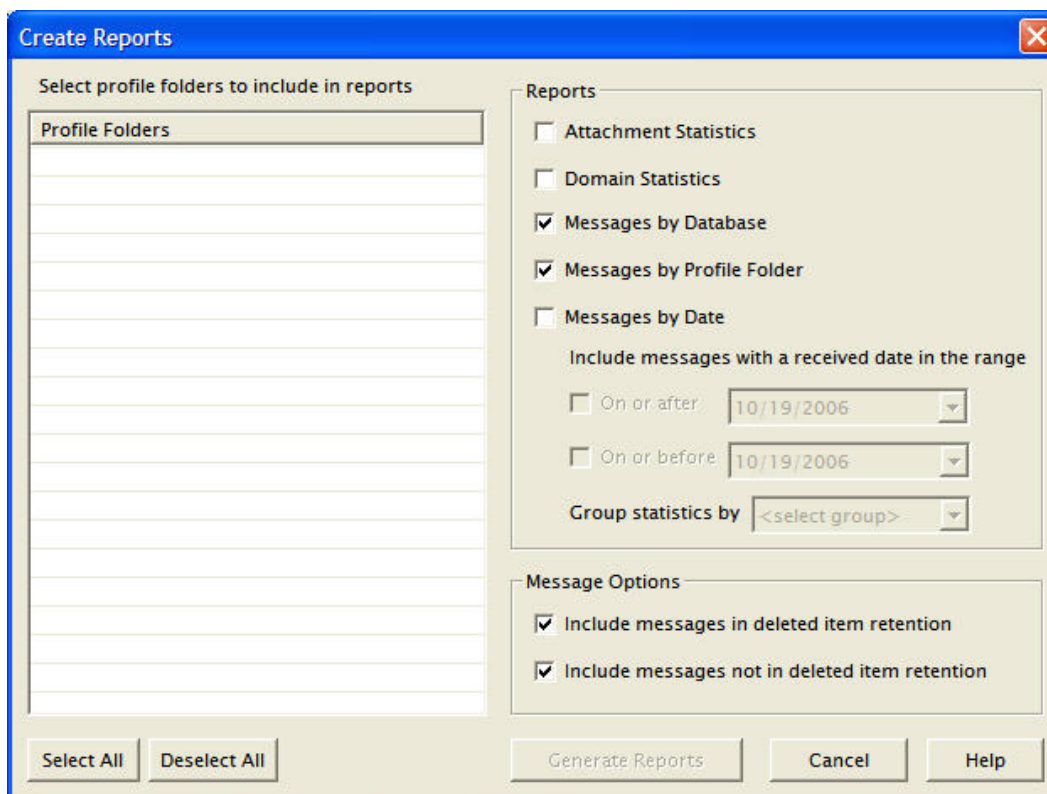 Create Reports
Select profile folders to include in reports
Profile Folders
Select All
Deselect All
Reports
Attachment Statistics
Domain Statistics
Messages by Database
Messages by Profile Folder
Messages by Date
Include messages with a received date in the range
On or after 10/19/2006
On or before 10/19/2006
Group statistics by <select group>
Message Options
Include messages in deleted item retention
Include messages not in deleted item retention
Generate Reports
Cancel
Help